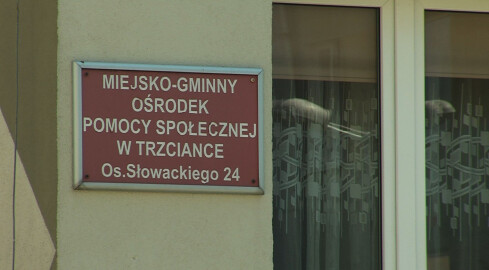 MIEJSKO-GMINNY
OŚRODEK
POMOCY SPOŁECZNEJ
W TRZCIANCE
Os.Słowackiego 24